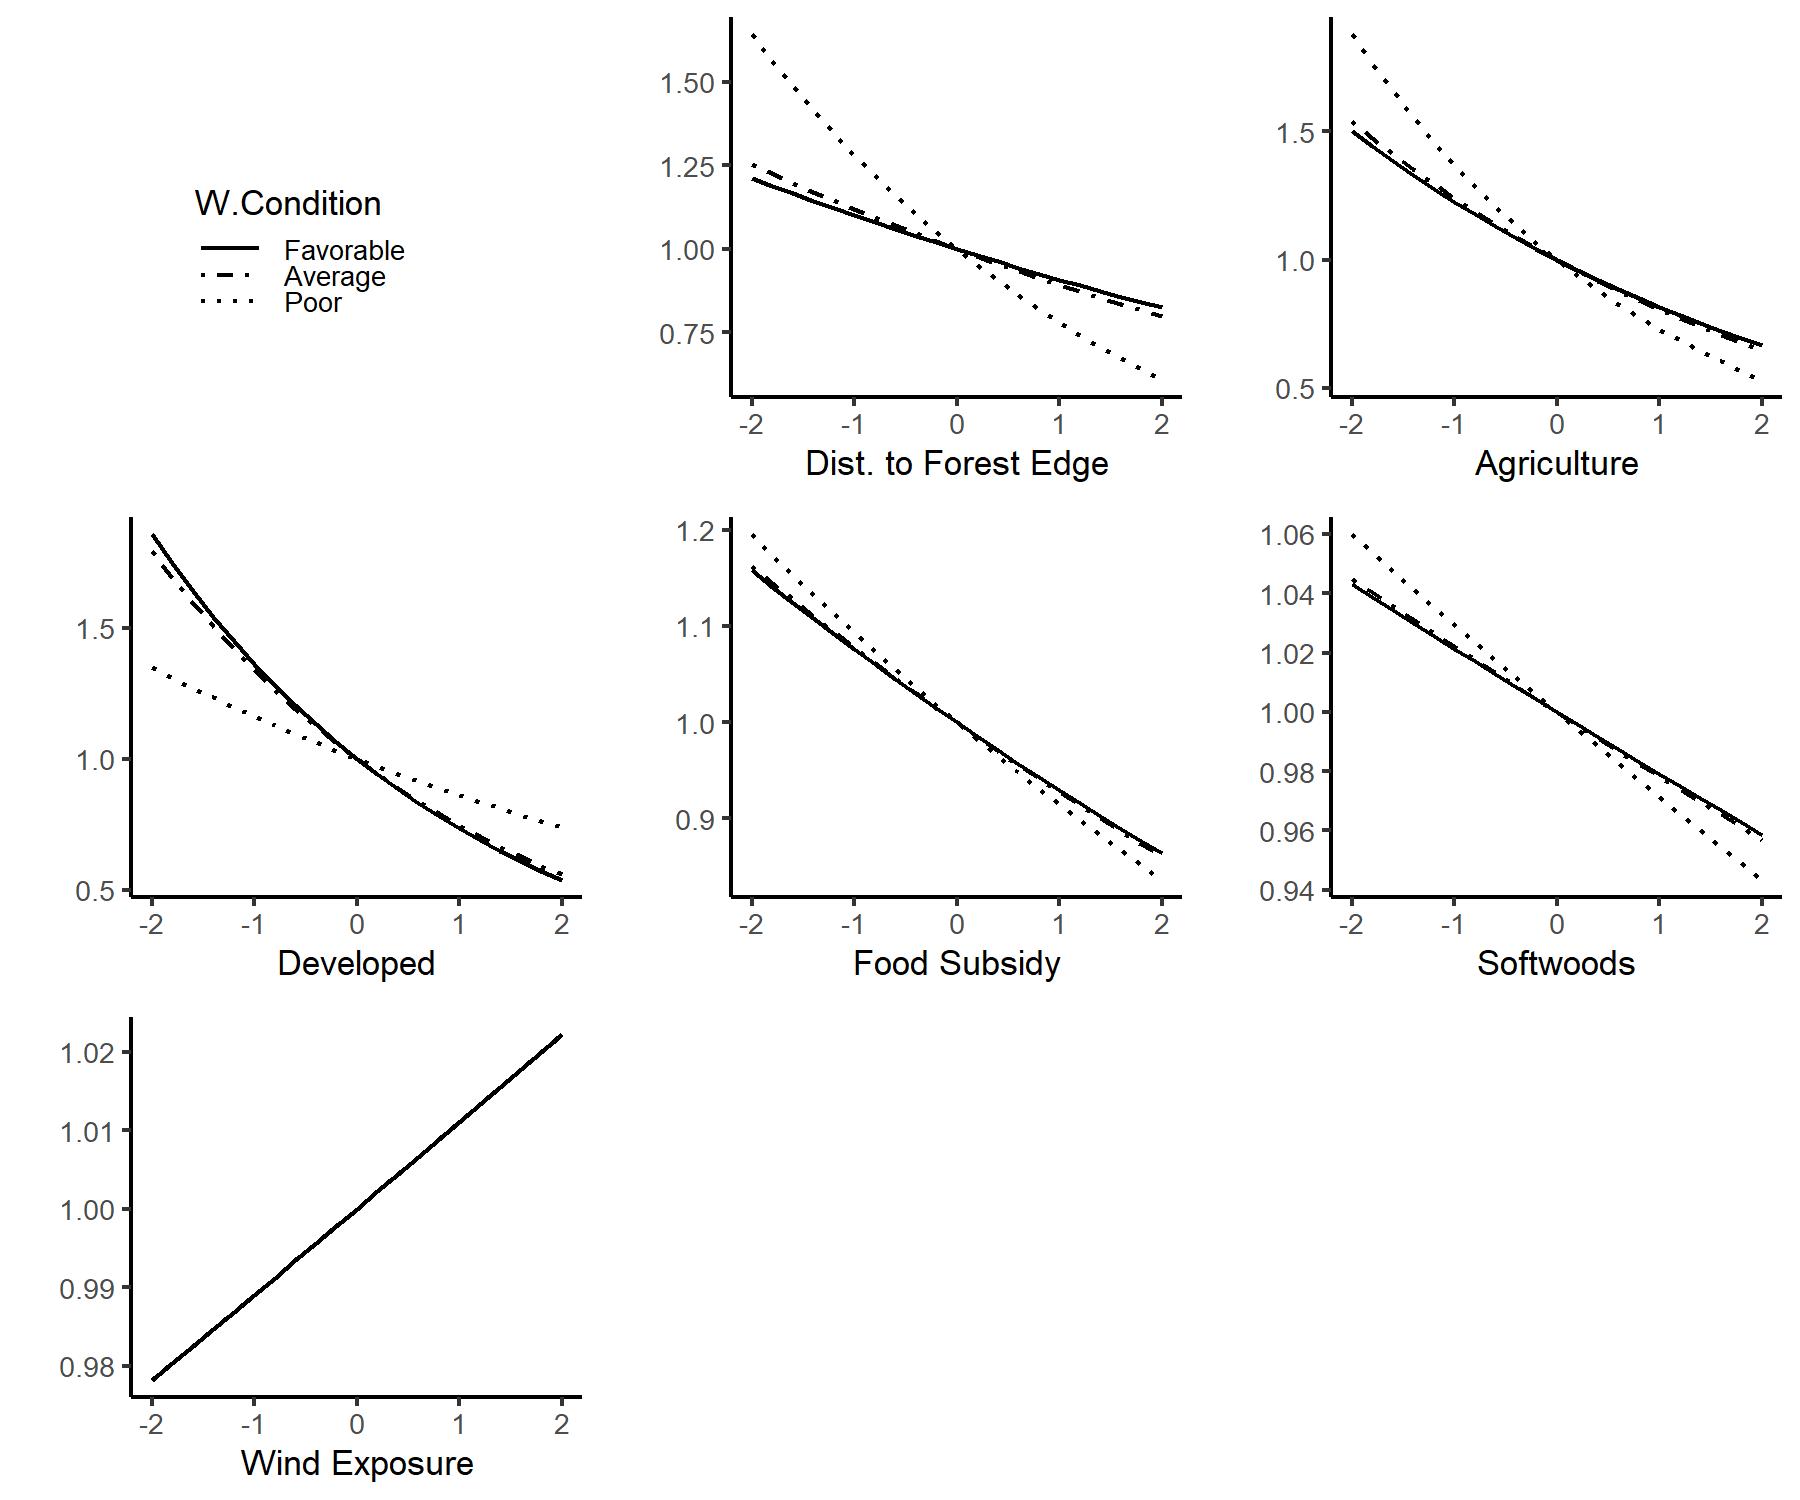 W.Condition
Favorable
Average
Poor
1.50
1.25
1.00
0.75
-2 -1 0 1 2
Dist. to Forest Edge
1.5
1.0
0.5
-2 -1 0 1 2
Agriculture
1.5
1.0
0.5
-2 -1 0 1 2
Developed
1.2
1.1
1.0
0.9
-2 -1 0 1 2
Food Subsidy
1.06
1.04
1.02
1.00
0.98
0.96
0.94
-2 -1 0 1 2
Softwoods
1.02
1.01
1.00
0.99
0.98
-2 -1 0 1 2
Wind Exposure